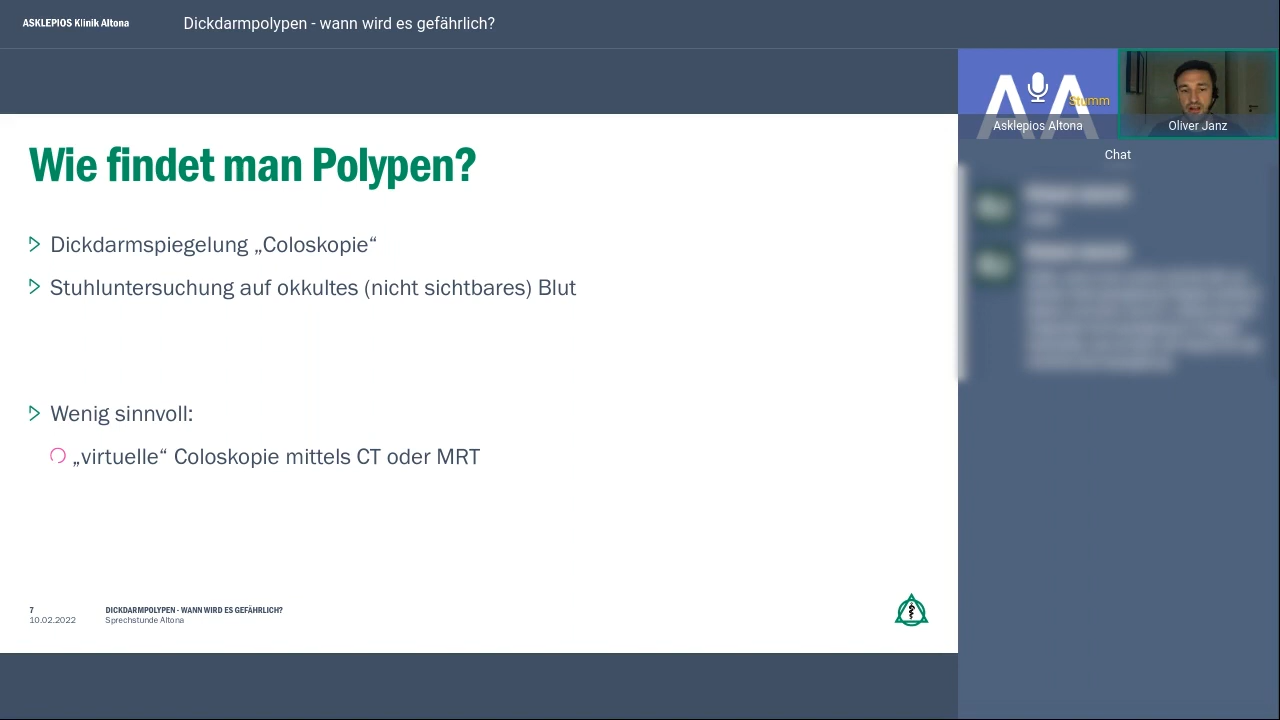 ASKLEPIOS Klinik Altona
Dickdarmpolypen - wann wird es gefährlich?
Stumm
Asklepios Altona
Oliver Janz
Chat
Wie findet man Polypen?
Dickdarmspiegelung „Coloskopie“
Stuhluntersuchung auf okkultes (nicht sichtbares) Blut
Wenig sinnvoll:
„virtuelle“ Coloskopie mittels CT oder MRT
7
DICKDARMPOLYPEN - WANN WIRD ES GEFÄHRLICH?
10.02.2022
Sprechstunde Altona